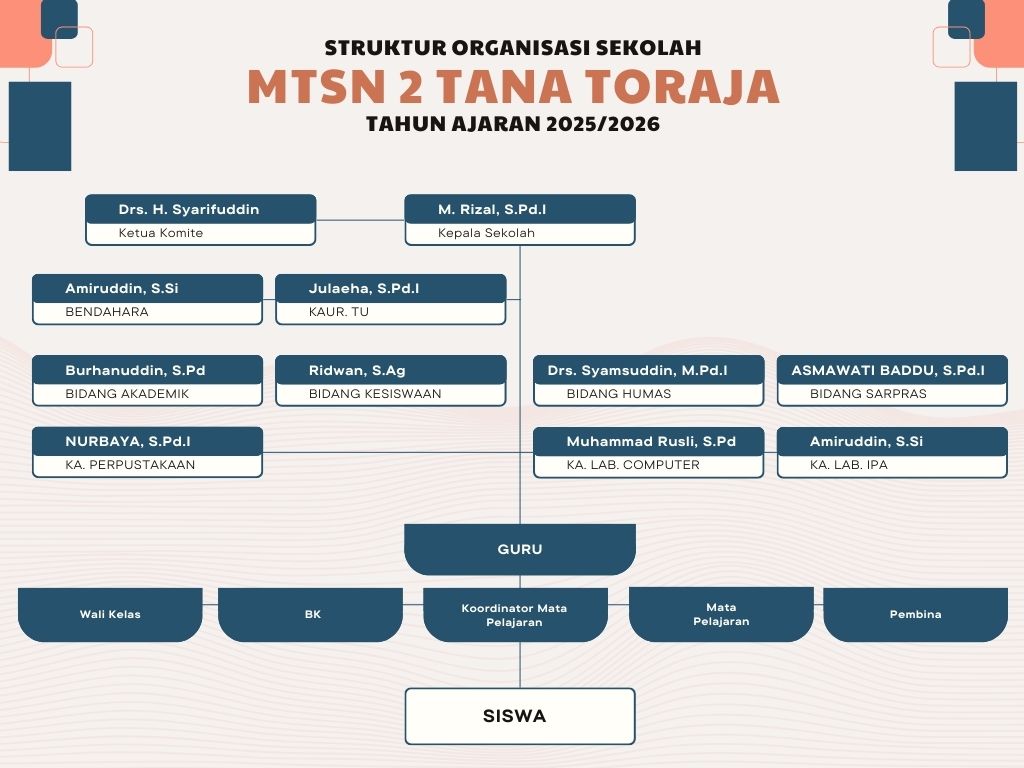 STRUKTUR ORGANISASI SEKOLAH
MTSN 2 TANA TORAJA
TAHUN AJARAN 2025/2026
Drs. H. Syarifuddin
Ketua Komite
M. Rizal, S.Pd.I
Kepala Sekolah
Amiruddin, S.Si
BENDAHARA
Julaeha, S.Pd.I
KAUR. TU
Burhanuddin, S.Pd
BIDANG AKADEMIK
Ridwan, S.Ag
BIDANG KESISWAAN
Drs. Syamsuddin, M.Pd.I
BIDANG HUMAS
ASMAWATI BADDU, S.Pd.I
BIDANG SARPRAS
NURBAYA, S.Pd.I
KA. PERPUSTAKAAN
Muhammad Rusli, S.Pd
KA. LAB. COMPUTER
Amiruddin, S.Si
KA. LAB. IPA
GURU
Wali Kelas
BK
Koordinator Mata
Pelajaran
Mata
Pelajaran
Pembina
SISWA